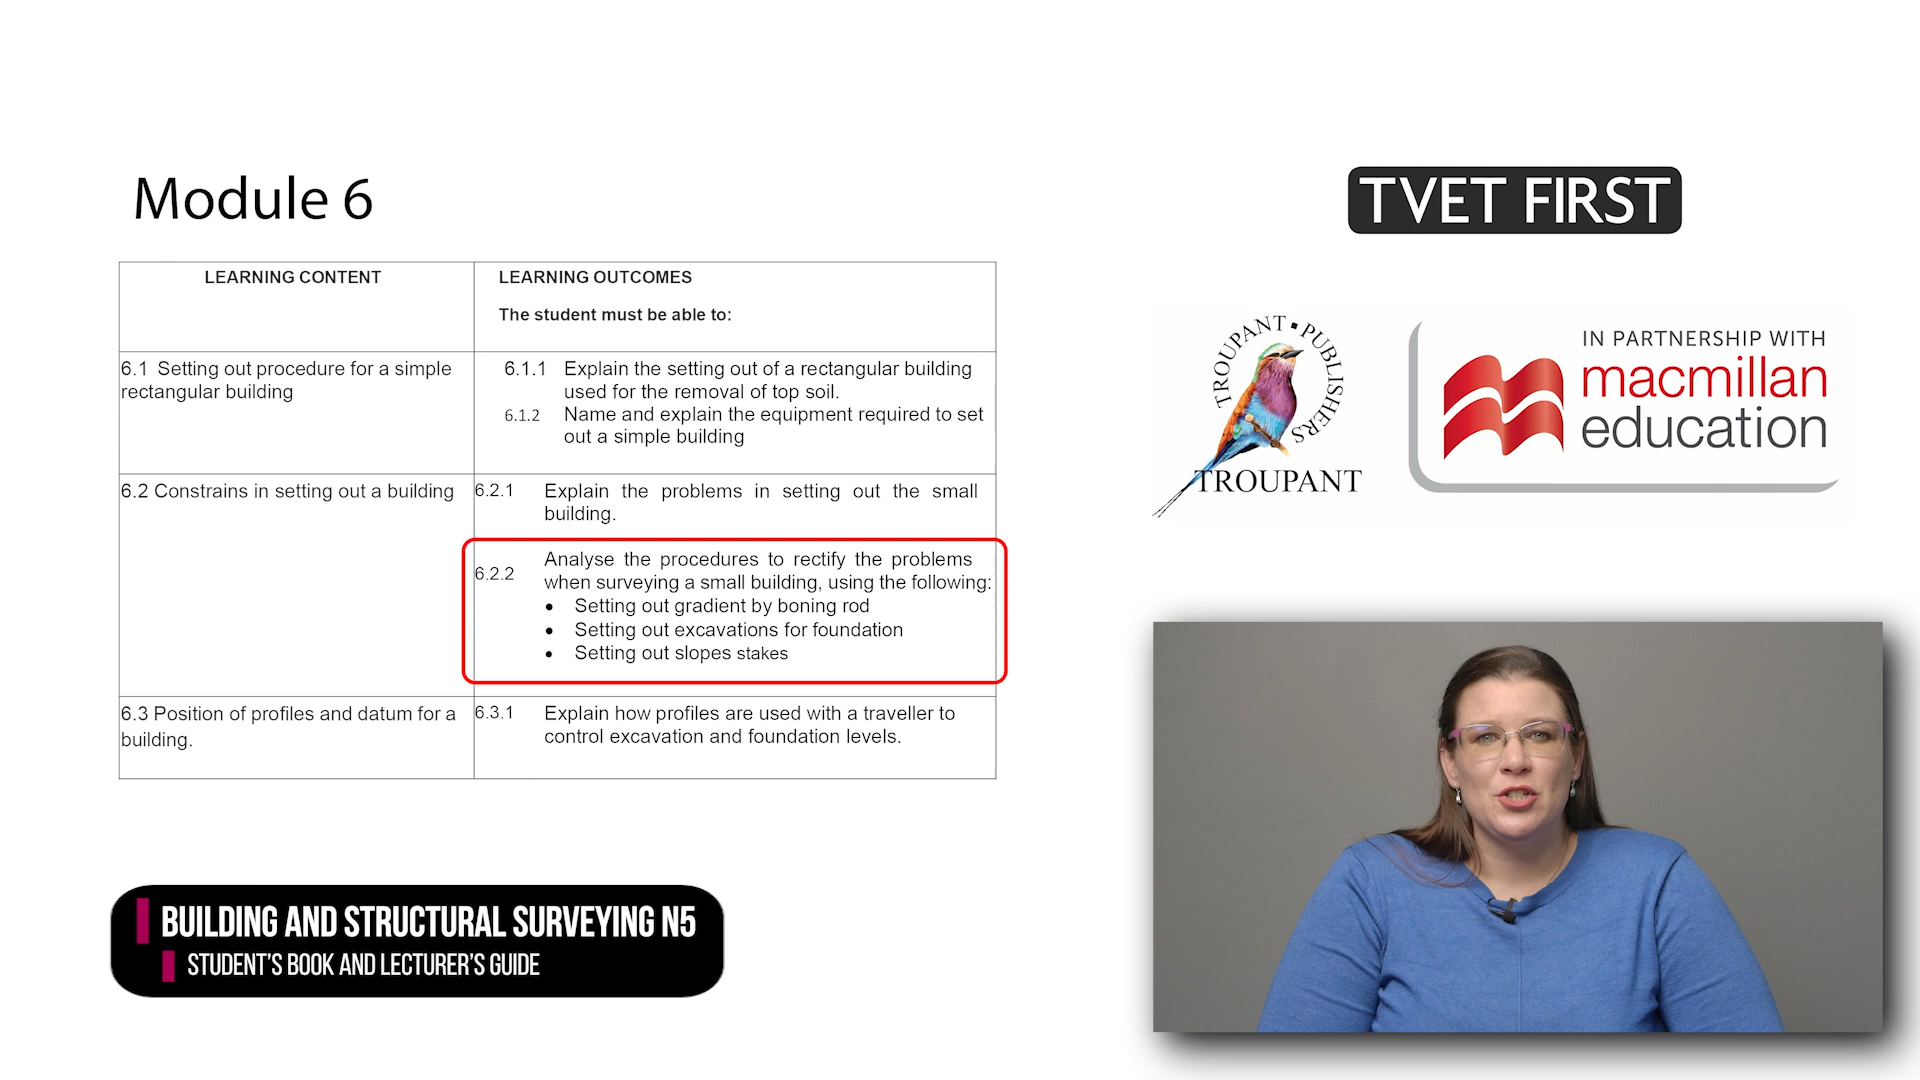 Module 6
LEARNING CONTENT
LEARNING OUTCOMES
The student must be able to:
6.1 Setting out procedure for a simple
rectangular building
6.1.1 Explain the setting out of a rectangular building
used for the removal of top soil.
6.1.2 Name and explain the equipment required to set
out a simple building
6.2 Constrains in setting out a building
6.2.1 Explain the problems in setting out the small
building.
6.2.2 Analyse the procedures to rectify the problems
when surveying a small building, using the following:
• Setting out gradient by boning rod
• Setting out excavations for foundation
• Setting out slopes stakes
6.3 Position of profiles and datum for a
building.
6.3.1 Explain how profiles are used with a traveller to
control excavation and foundation levels.
BUILDING AND STRUCTURAL SURVEYING N5
STUDENT'S BOOK AND LECTURER'S GUIDE
TVET FIRST
TROUPANT • PUBLISHERS
TROUPANT
IN PARTNERSHIP WITH
macmillan
education